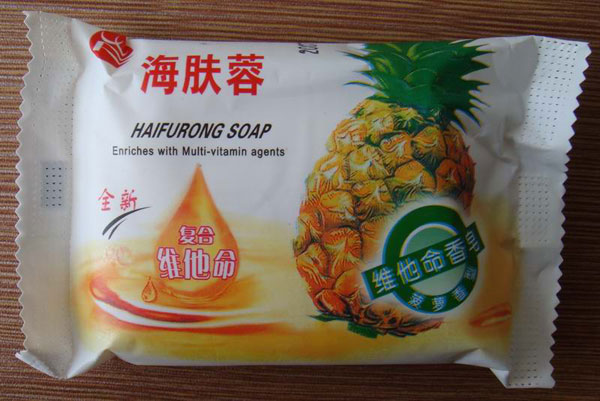 海肤蓉
HAIFURONG SOAP
Enriches with Multi-vitamin agents
全新
复合
维他命
维他命香皂